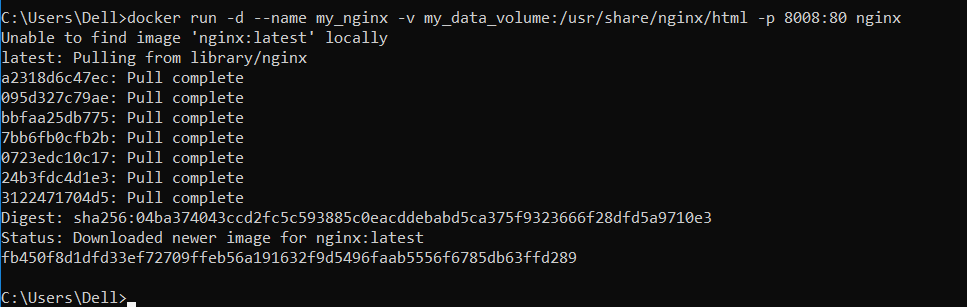 C:\Users\Dell>docker run -d --name my_nginx -v my_data_volume:/usr/share/nginx/html -p 8008:80 nginx
Unable to find image 'nginx:latest' locally
latest: Pulling from library/nginx
a2318d6c47ec: Pull complete
095d327c79ae: Pull complete
bbfaa25db775: Pull complete
7bb6fb0cfb2b: Pull complete
0723edc10c17: Pull complete
24b3fdc4d1e3: Pull complete
3122471704d5: Pull complete
Digest: sha256:04ba374043ccd2fc5c593885c0eacddebabd5ca375f9323666f28dfd5a9710e3
Status: Downloaded newer image for nginx:latest
fb450f8d1dfd33ef72709ffeb56a191632f9d5496faab5556f6785db63ffd289
C:\Users\Dell>